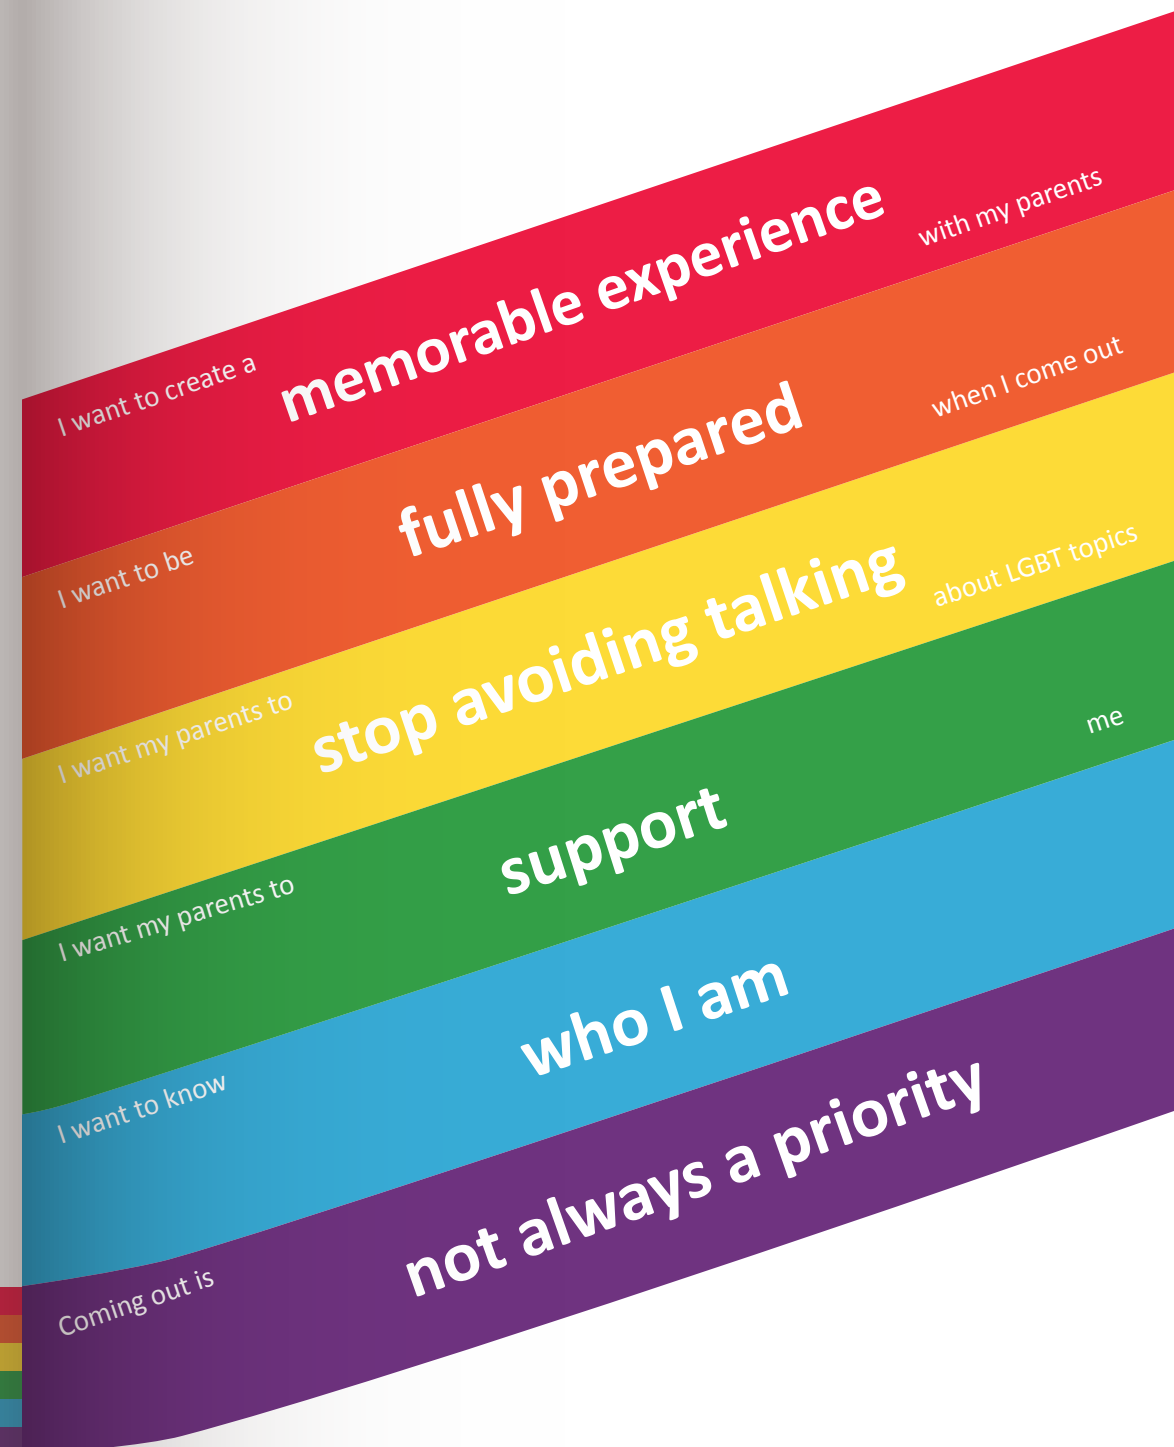 I want to create a memorable experience with my parents
I want to be fully prepared when I come out
I want my parents to stop avoiding talking about LGBT topics
I want my parents to support me
I want to know who I am
Coming out is not always a priority